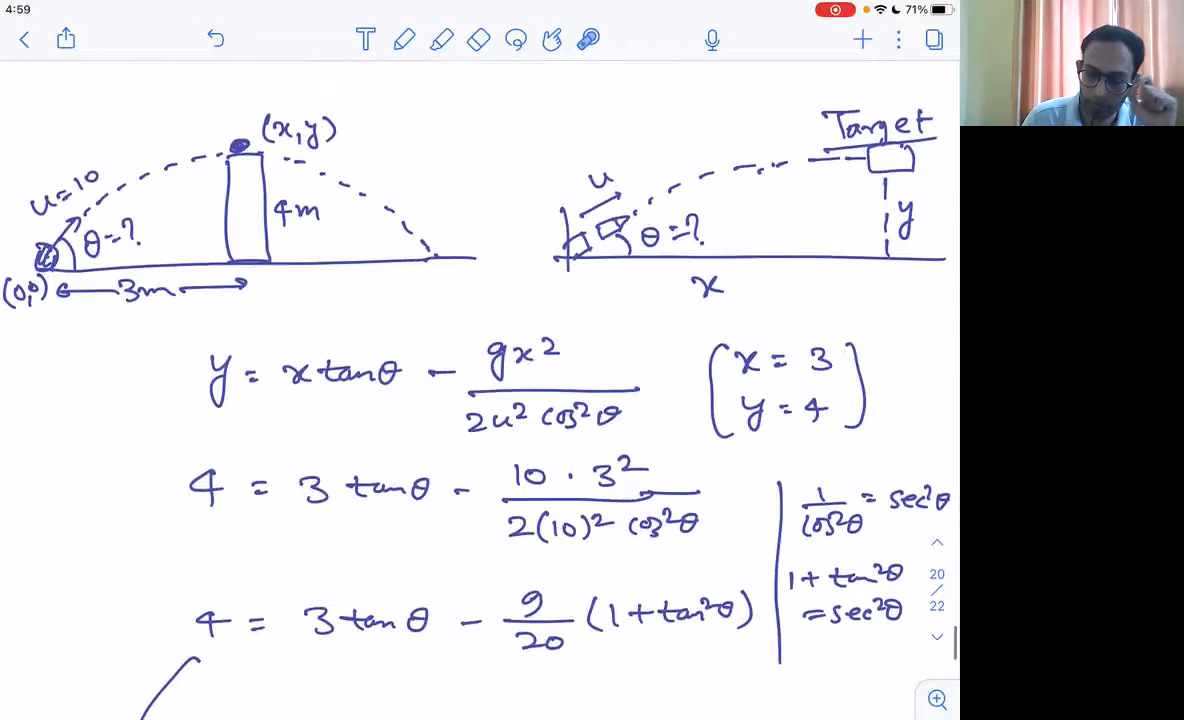 4:59
71%
T
(x,y)
u=10
θ=?
4m
(0,0)
3m
Target
u
θ=?
y
x
y = x tanθ - gx2 / 2u2 cos2θ
(x = 3
y = 4)
4 = 3 tanθ - 10 · 32 / 2(10)2 cos2θ
1/cos2θ = sec2θ
1 + tan2θ
= sec2θ
4 = 3 tanθ - 9/20 (1 + tan2θ)
20
/
22